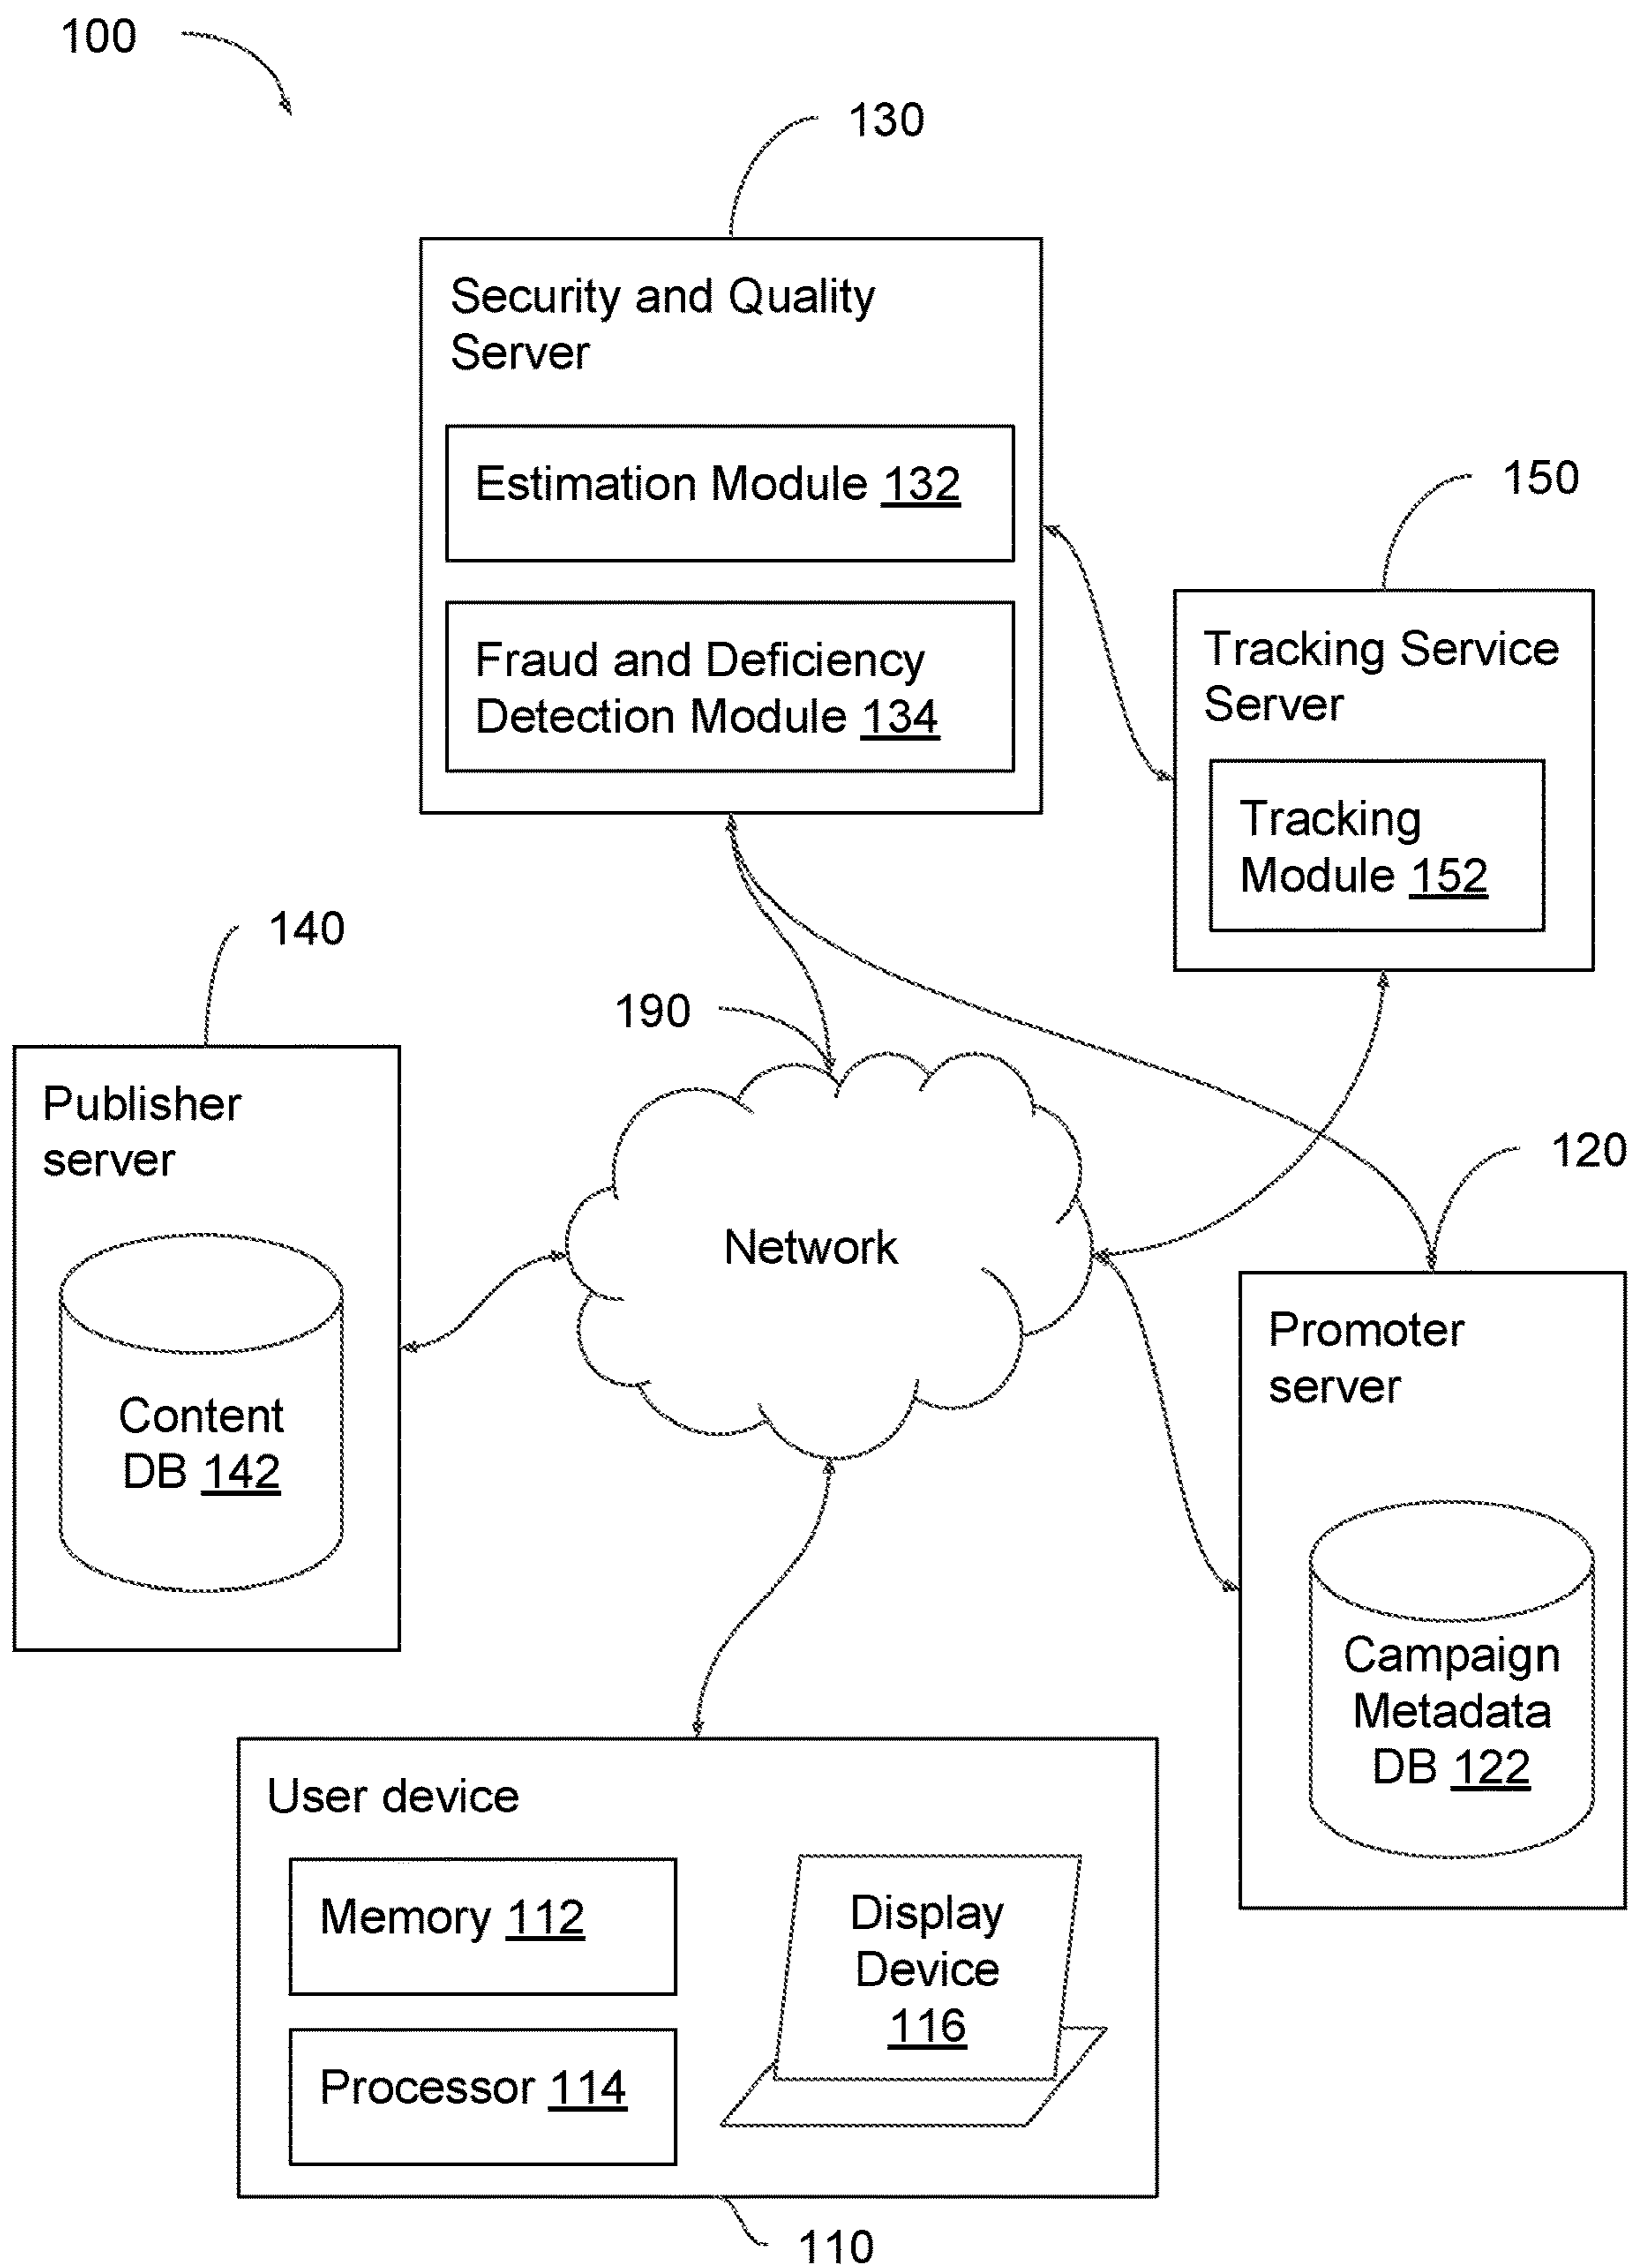 100
130
Security and Quality
Server
Estimation Module 132
Fraud and Deficiency
Detection Module 134
150
Tracking Service
Server
Tracking
Module 152
140
Publisher
server
Content
DB 142
190
Network
120
Promoter
server
Campaign
Metadata
DB 122
User device
Memory 112
Processor 114
Display
Device
116
110